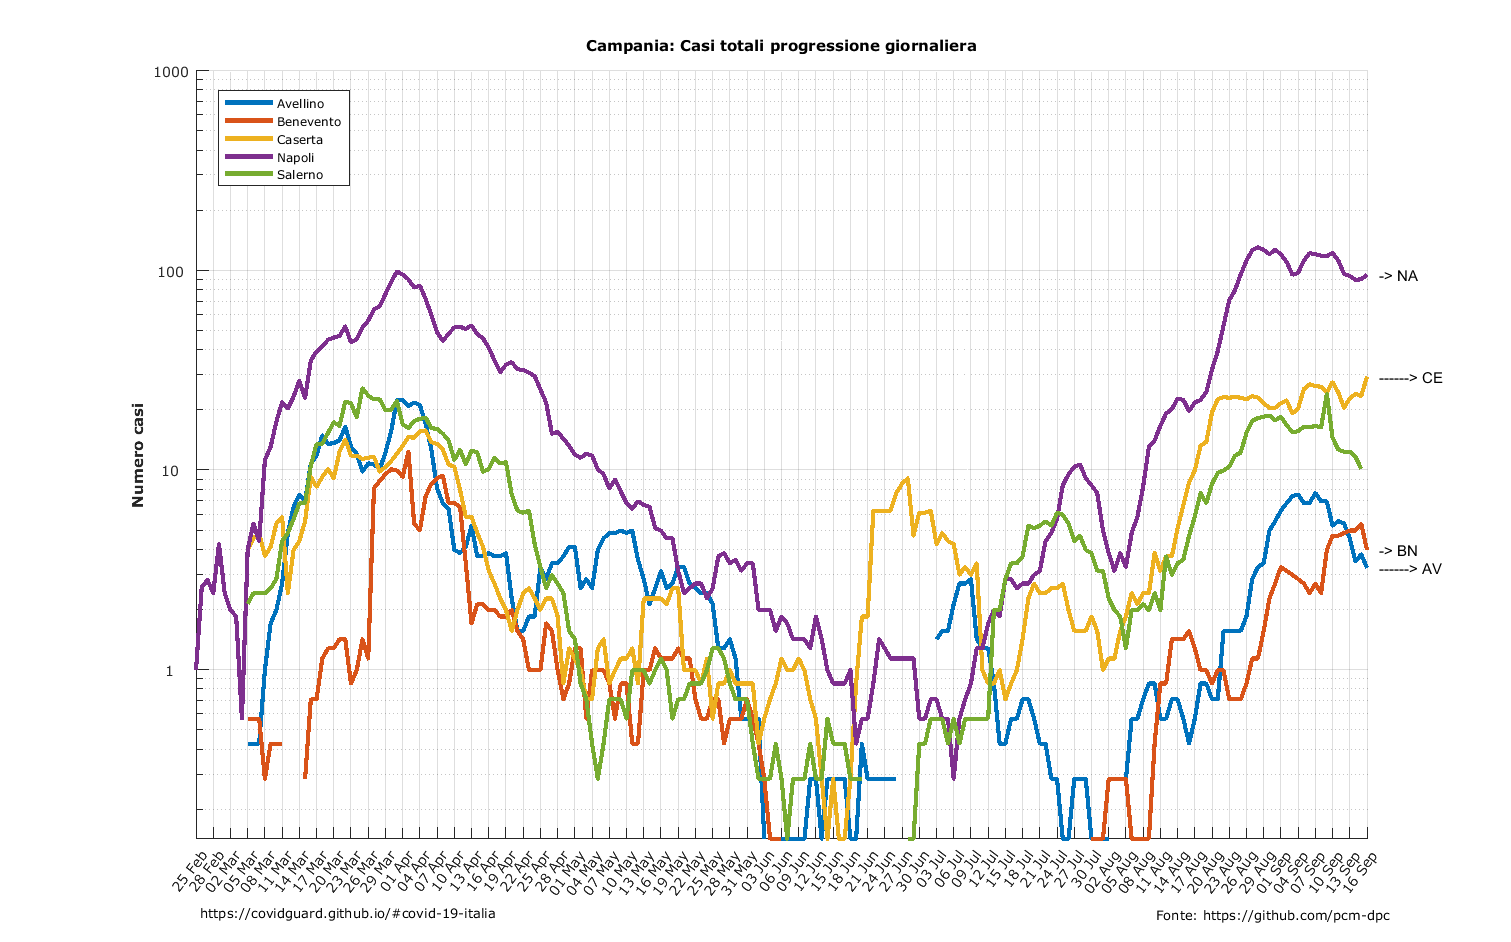 Campania: Casi totali progressione giornaliera
1000
100
10
1
Numero casi
Avellino
Benevento
Caserta
Napoli
Salerno
-> NA
------> CE
-> BN
------> AV
25 Feb
28 Feb
02 Mar
05 Mar
08 Mar
11 Mar
14 Mar
17 Mar
20 Mar
23 Mar
26 Mar
29 Mar
01 Apr
04 Apr
07 Apr
10 Apr
13 Apr
16 Apr
19 Apr
22 Apr
25 Apr
28 Apr
01 May
04 May
07 May
10 May
13 May
16 May
19 May
22 May
25 May
28 May
31 May
03 Jun
06 Jun
09 Jun
12 Jun
15 Jun
18 Jun
21 Jun
24 Jun
27 Jun
30 Jun
03 Jul
06 Jul
09 Jul
12 Jul
15 Jul
18 Jul
21 Jul
24 Jul
27 Jul
30 Jul
02 Aug
05 Aug
08 Aug
11 Aug
14 Aug
17 Aug
20 Aug
23 Aug
26 Aug
29 Aug
01 Sep
04 Sep
07 Sep
10 Sep
13 Sep
16 Sep
https://covidguard.github.io/#covid-19-italia
Fonte: https://github.com/pcm-dpc